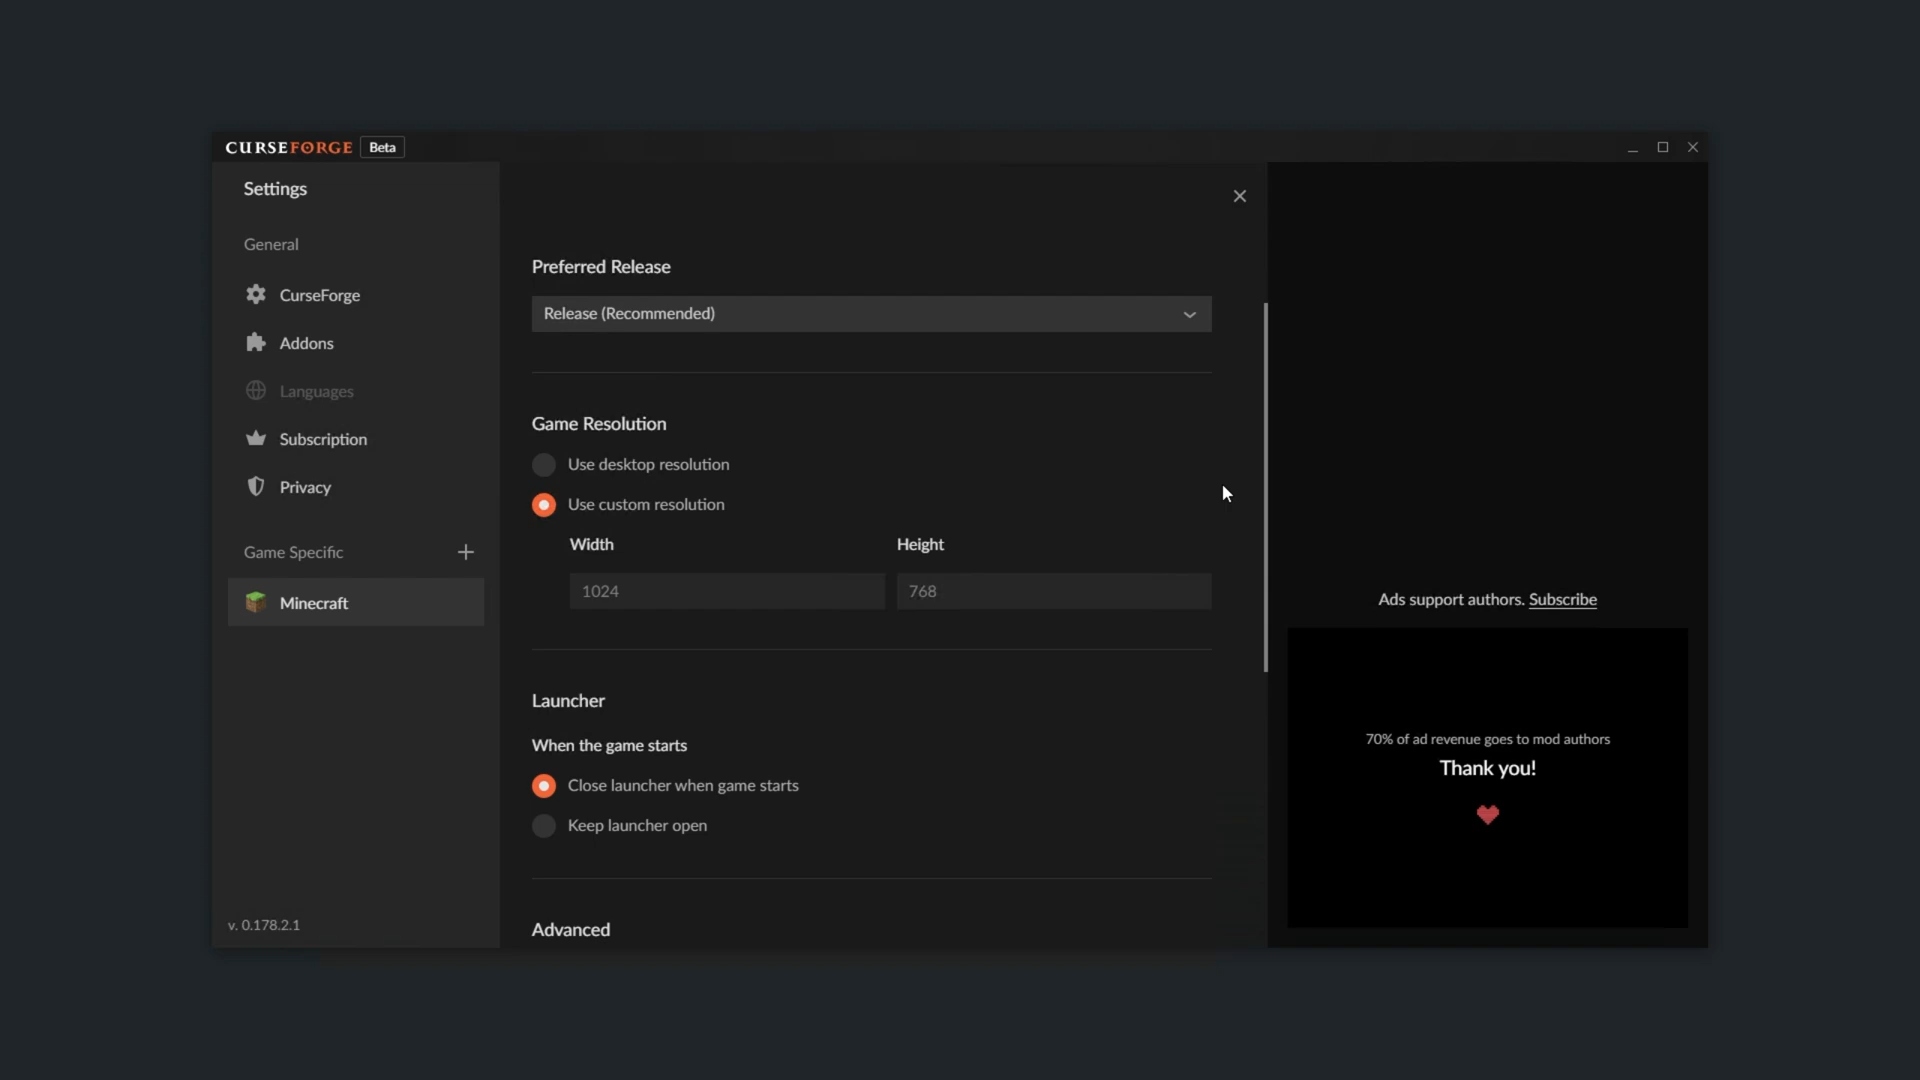 CURSEFORGE Beta
Settings
General
CurseForge
Addons
Languages
Subscription
Privacy
Game Specific
Minecraft
v. 0.178.2.1
Preferred Release
Release (Recommended)
Game Resolution
Use desktop resolution
Use custom resolution
Width Height
1024 768
Launcher
When the game starts
Close launcher when game starts
Keep launcher open
Advanced
Ads support authors. Subscribe
70% of ad revenue goes to mod authors
Thank you!